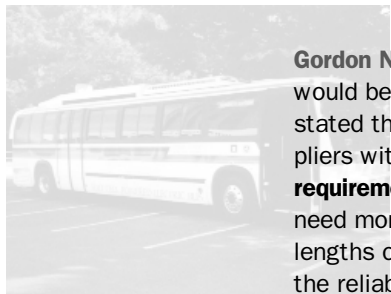 Gordon N
would be
stated th
pliers wit
requireme
need mor
lengths o
the reliab